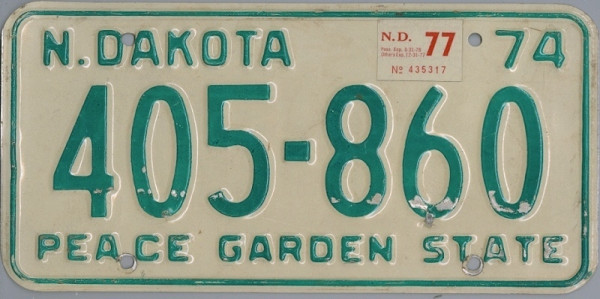 N. DAKOTA 74
N.D. 77
Nº 435317
405-860
PEACE GARDEN STATE